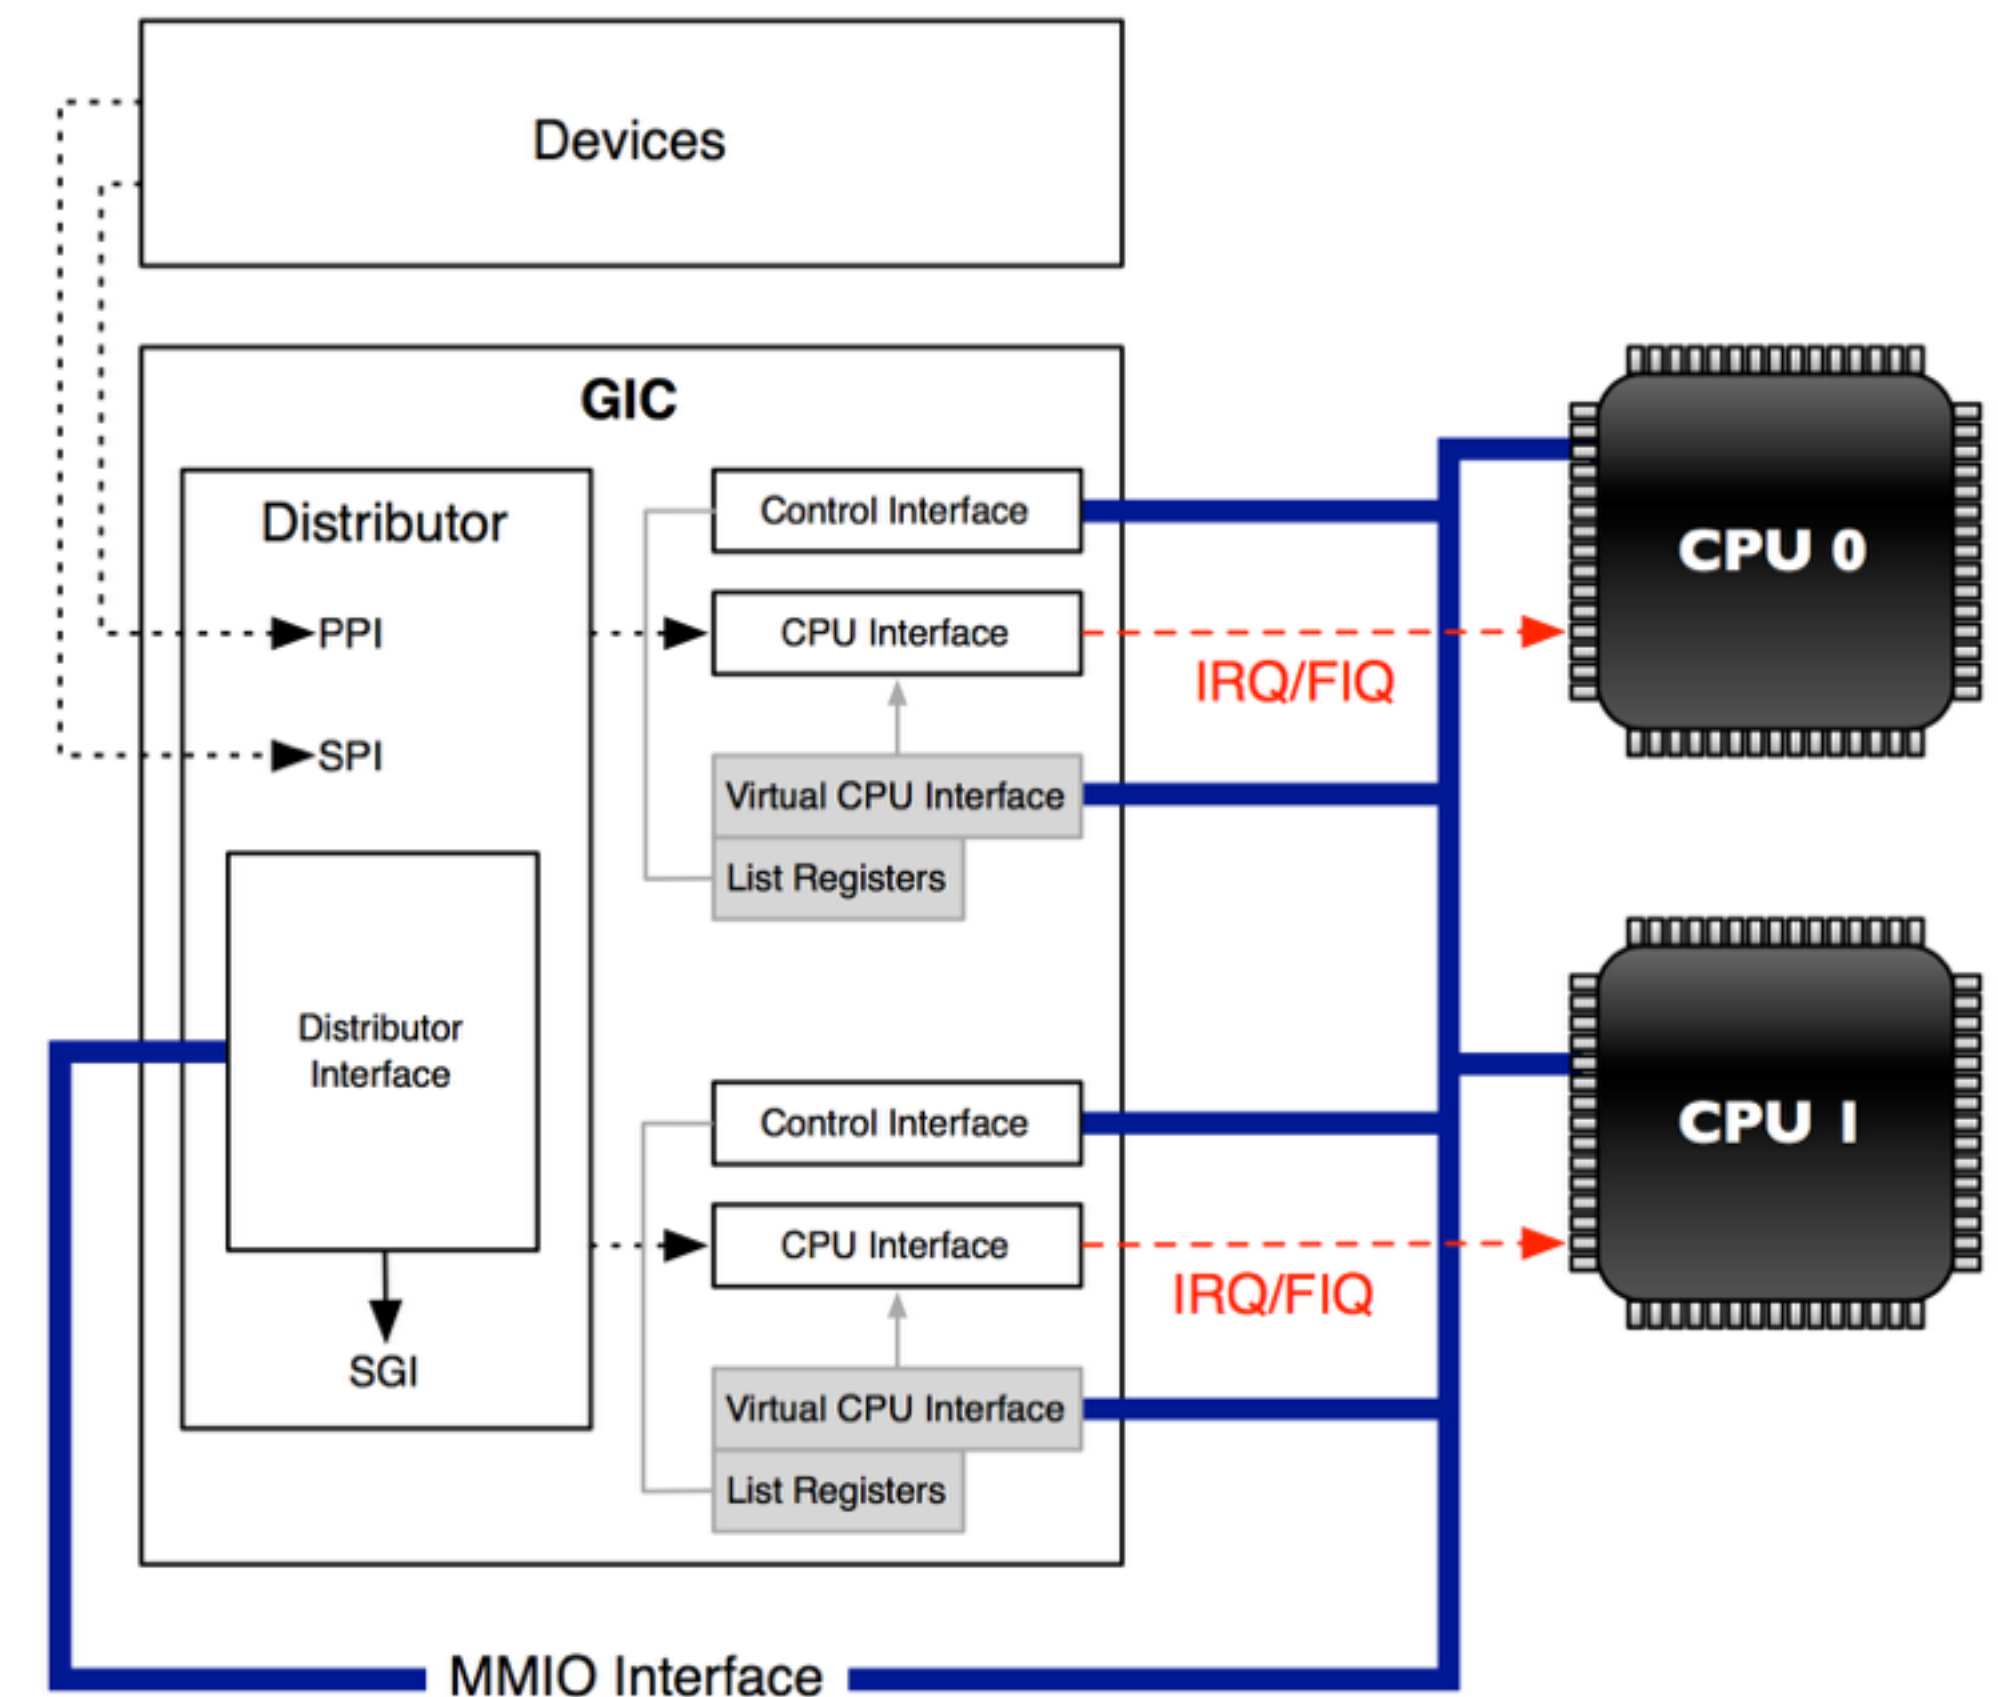 Devices
GIC
Distributor
PPI
SPI
Distributor
Interface
SGI
Control Interface
CPU Interface
Virtual CPU Interface
List Registers
Control Interface
CPU Interface
Virtual CPU Interface
List Registers
IRQ/FIQ
IRQ/FIQ
CPU 0
CPU 1
MMIO Interface